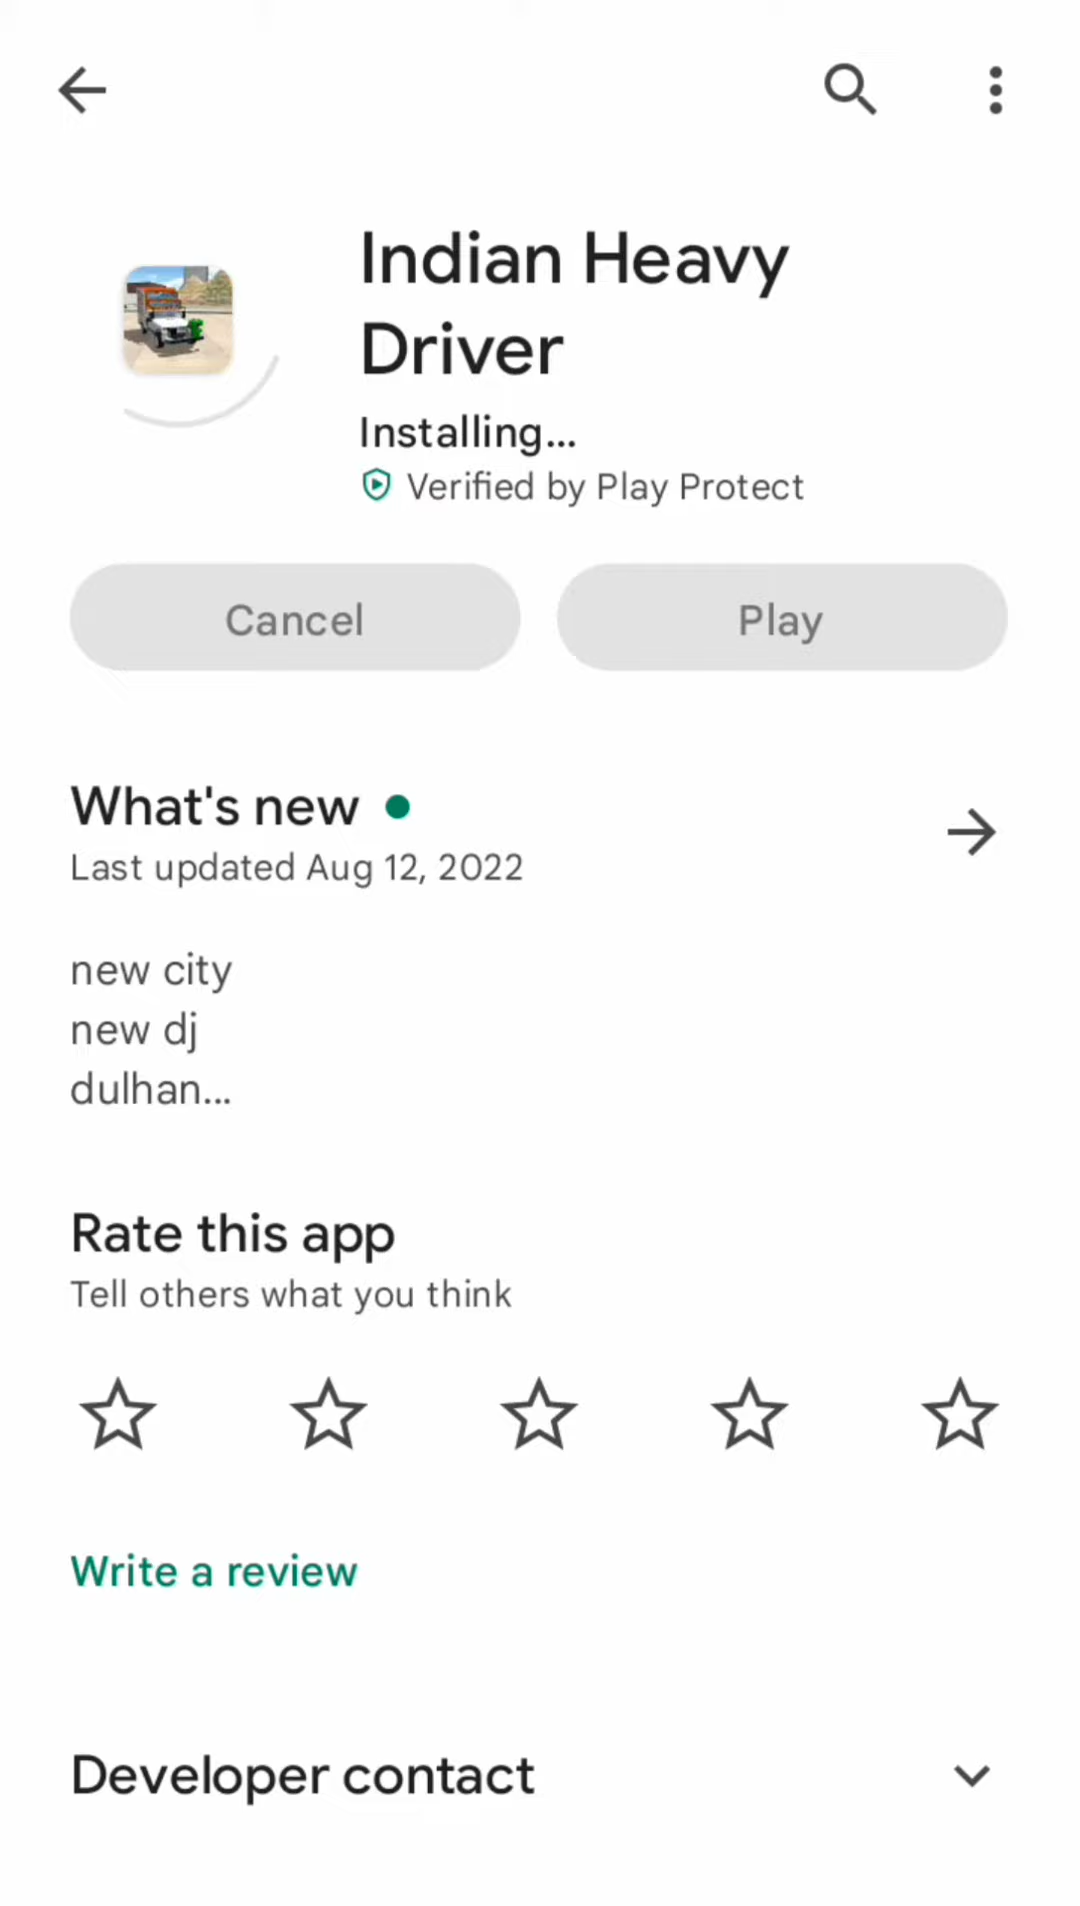 Indian Heavy
Driver
Installing...
Verified by Play Protect
Cancel
Play
What's new
Last updated Aug 12, 2022
new city
new dj
dulhan...
Rate this app
Tell others what you think
Write a review
Developer contact